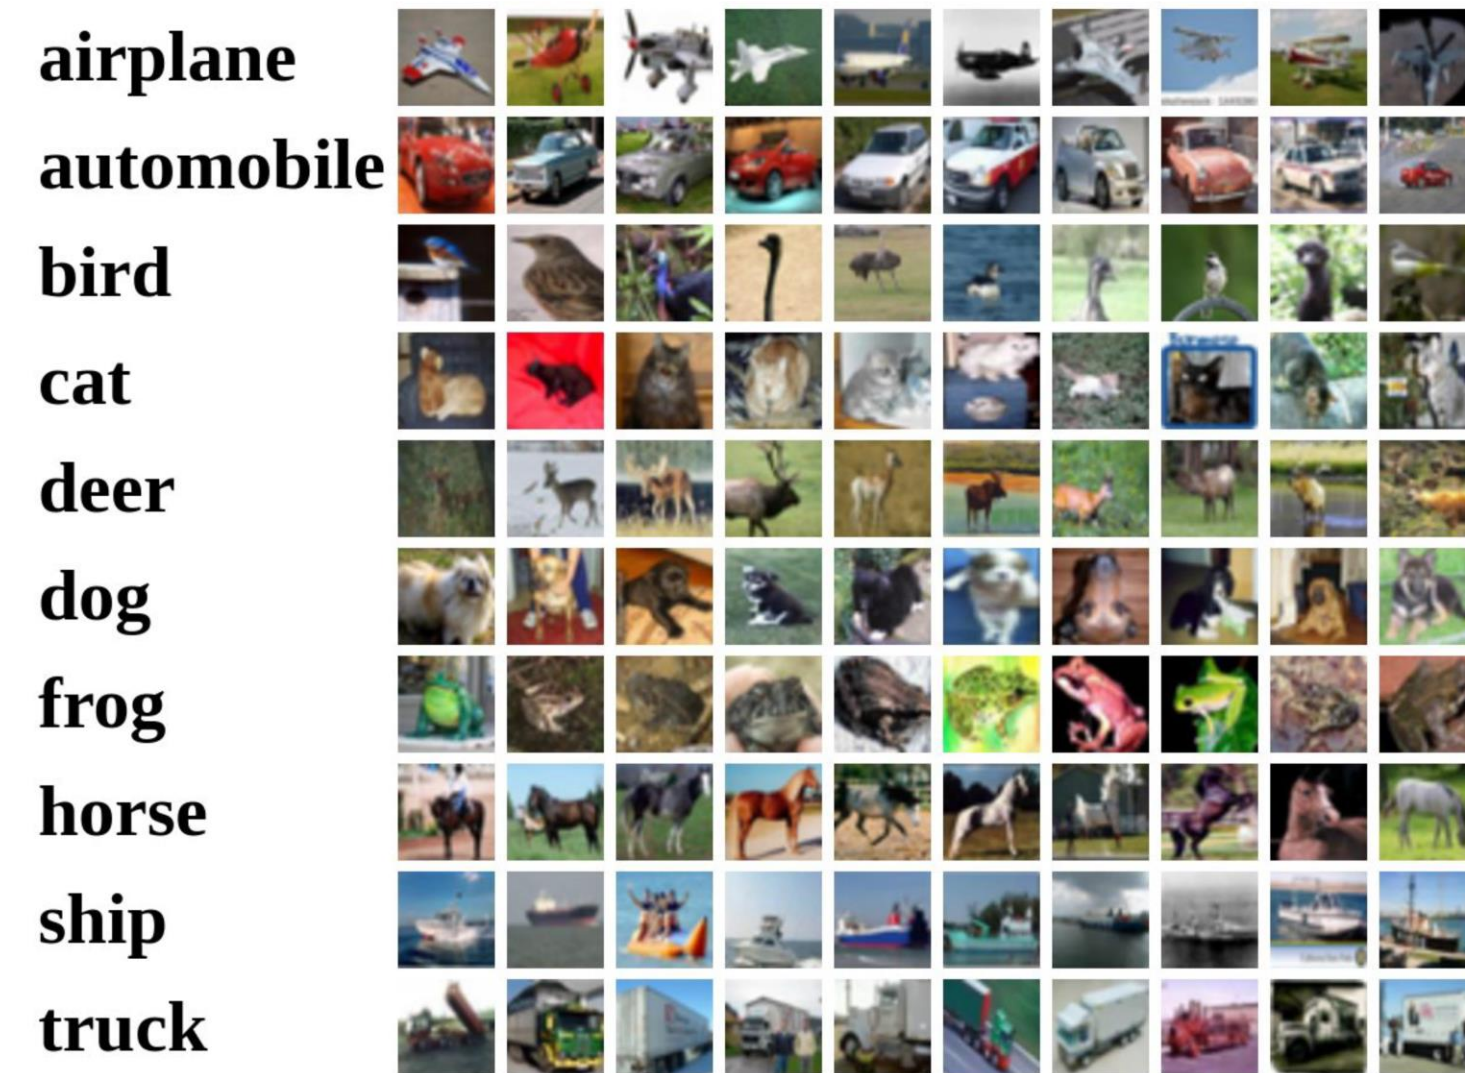 airplane
automobile
bird
cat
deer
dog
frog
horse
ship
truck